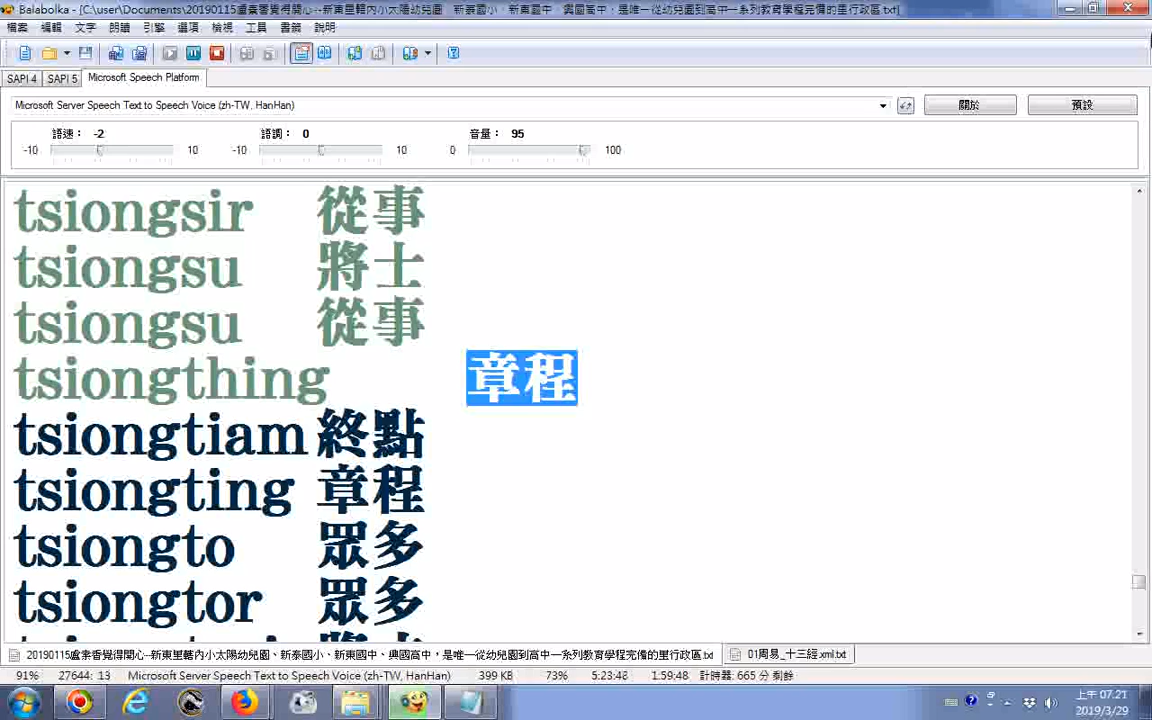 Balabolka - [C:\user\Documents\20190115盧素香覺得開心--新東里轄內小太陽幼兒園、新泰國小、新東國中、興國高中，是唯一從幼兒園到高中一系列教育學程完備的里行政區.txt]
檔案 編輯 文字 朗讀 引擎 選項 檢視 工具 書籤 說明
SAPI 4 SAPI 5 Microsoft Speech Platform
Microsoft Server Speech Text to Speech Voice (zh-TW, HanHan) 關於 預設
語速： -2 語調： 0 音量： 95
-10 10 -10 10 0 100
tsiongsir 從事
tsiongsu 將士
tsiongsu 從事
tsiongthing 章程
tsiongtiam 終點
tsiongting 章程
tsiongto 眾多
tsiongtor 眾多
20190115盧素香覺得開心--新東里轄內小太陽幼兒園、新泰國小、新東國中、興國高中，是唯一從幼兒園到高中一系列教育學程完備的里行政區.txt 01周易_十三經.xml.txt
91% 27644: 13 Microsoft Server Speech Text to Speech Voice (zh-TW, HanHan) 399 KB 73% 5:23:48 1:59:48 計時器: 665 分 剩餘
上午 07:21
2019/3/29